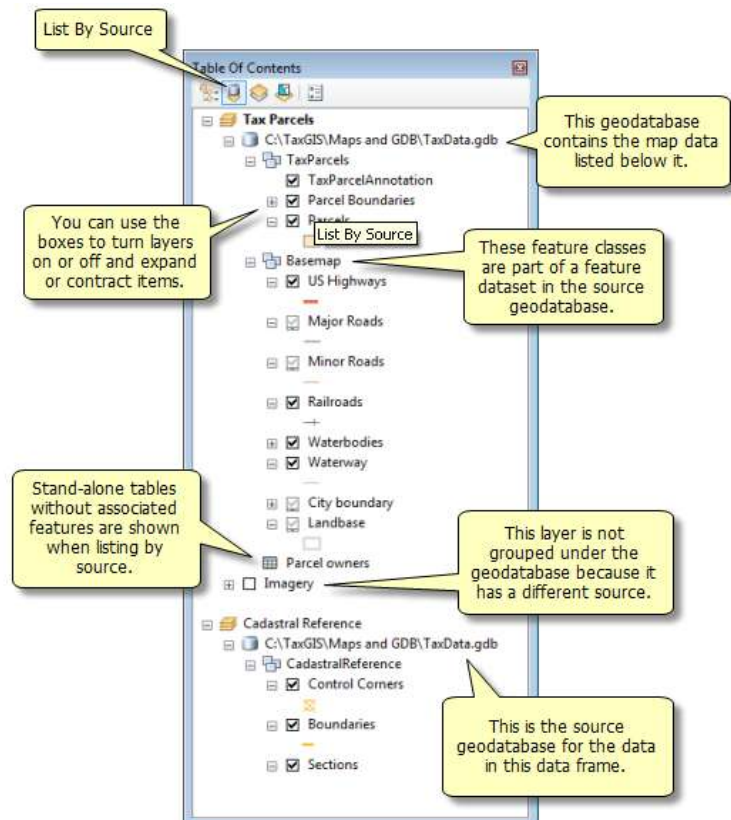 List By Source
Table Of Contents
Tax Parcels
C:\TaxGIS\Maps and GDB\TaxData.gdb
This geodatabase
contains the map data
listed below it.
TaxParcels
TaxParcelAnnotation
Parcel Boundaries
Parcels
List By Source
You can use the
boxes to turn layers
on or off and expand
or contract items.
Basemap
These feature classes
are part of a feature
dataset in the source
geodatabase.
US Highways
Major Roads
Minor Roads
Railroads
Waterbodies
Waterway
City boundary
Landbase
Stand-alone tables
without associated
features are shown
when listing by
source.
Parcel owners
Imagery
This layer is not
grouped under the
geodatabase because it
has a different source.
Cadastral Reference
C:\TaxGIS\Maps and GDB\TaxData.gdb
CadastralReference
Control Corners
Boundaries
Sections
This is the source
geodatabase for the data
in this data frame.